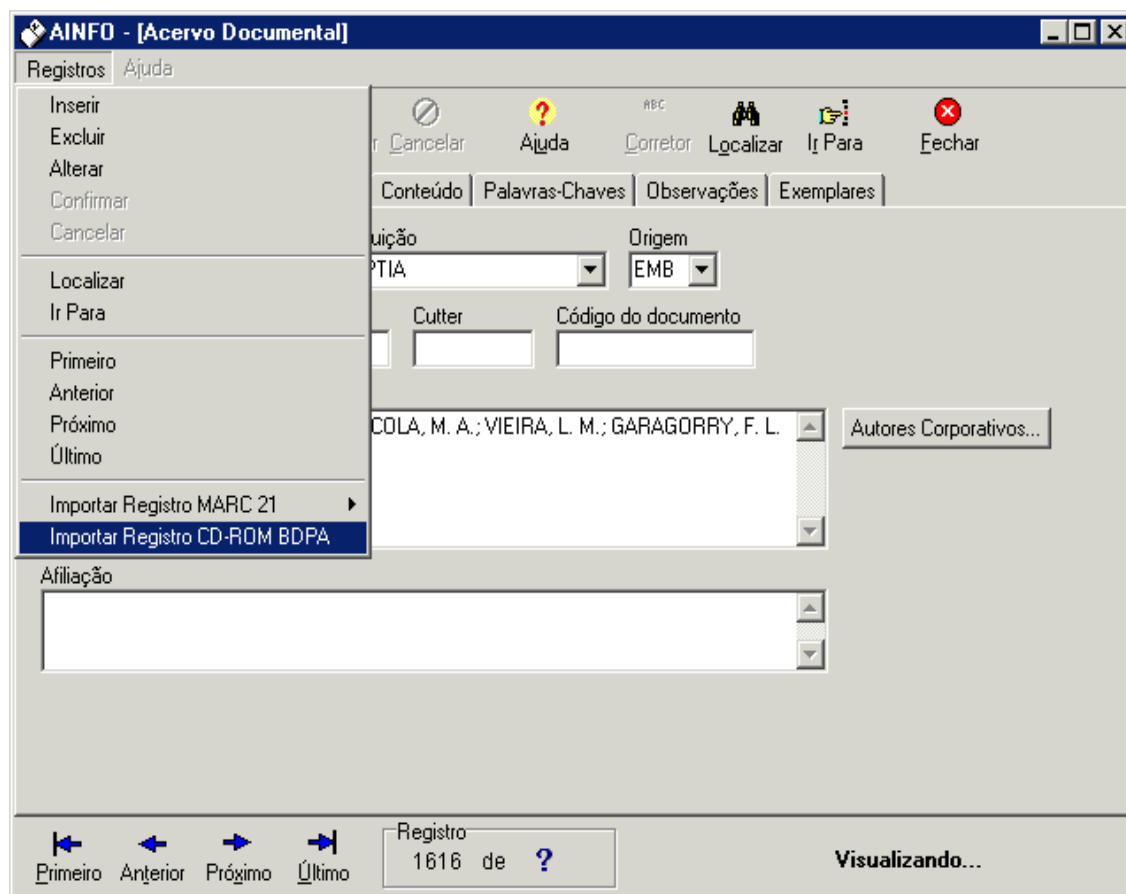 AINFO - [Acervo Documental]
Registros Ajuda
Inserir
Excluir
Alterar
Confirmar
Cancelar
Localizar
Ir Para
Primeiro
Anterior
Próximo
Último
Importar Registro MARC 21
Importar Registro CD-ROM BDPA
r Cancelar Ajuda ABC Corretor Localizar Ir Para Fechar
Conteúdo Palavras-Chaves Observações Exemplares
uição Origem
PTIA EMB
Cutter Código do documento
COLA, M. A.; VIEIRA, L. M.; GARAGORRY, F. L. Autores Corporativos...
Afiliação
Primeiro Anterior Próximo Último
Registro
1616 de ?
Visualizando...